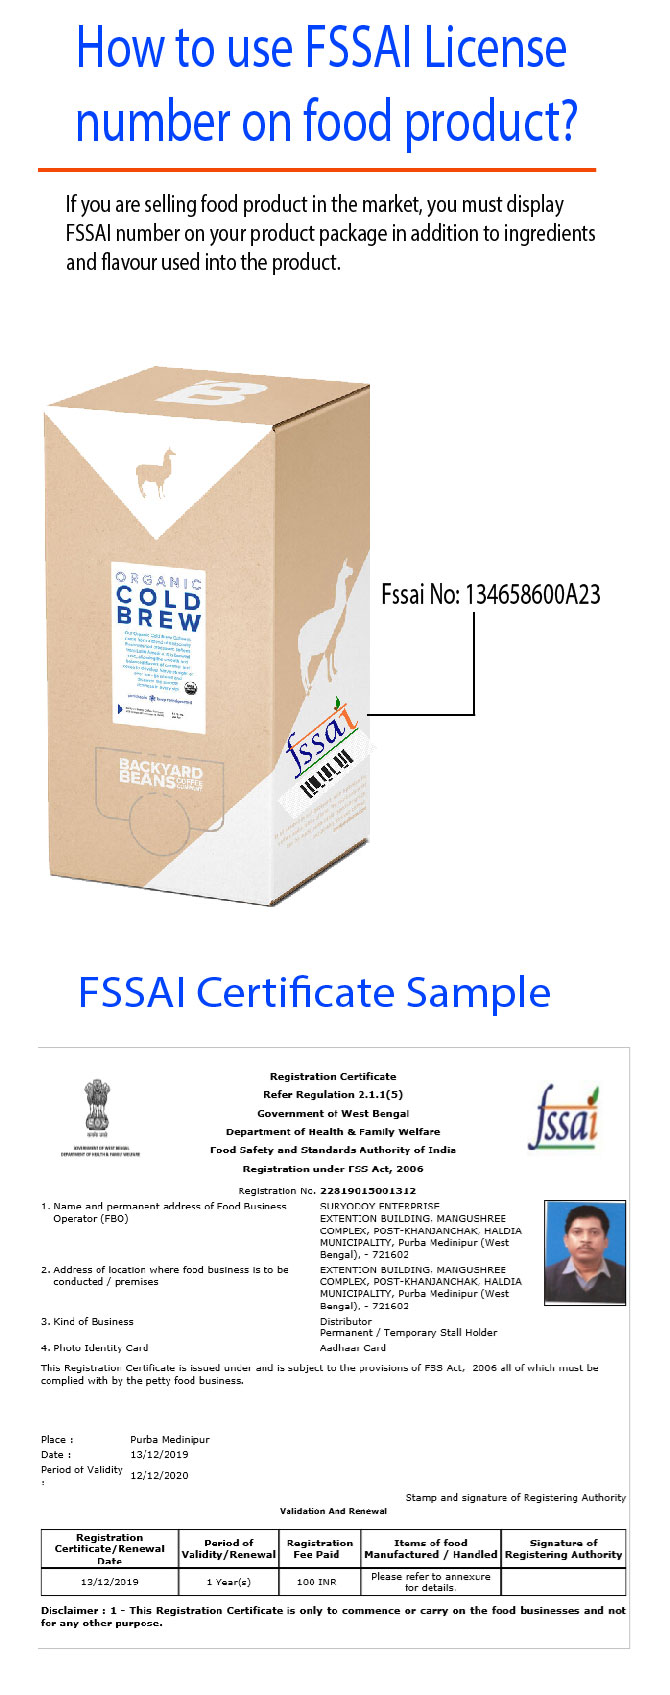 How to use FSSAI License
number on food product?
If you are selling food product in the market, you must display
FSSAI number on your product package in addition to ingredients
and flavour used into the product.
B
ORGANIC
COLD
BREW
BACKYARD
BEANS COFFEE
COMPANY
fssai
Fssai No: 134658600A23
FSSAI Certificate Sample
Registration Certificate
Refer Regulation 2.1.1(5)
Government of West Bengal
Department of Health & Family Welfare
Food Safety and Standards Authority of India
Registration under FSS Act, 2006
GOVERNMENT OF WEST BENGAL
DEPARTMENT OF HEALTH & FAMILY WELFARE
fssai
Registration No. 22819015001312
1. Name and permanent address of Food Business
Operator (FBO)
SURYODOY ENTERPRISE
EXTENTION BUILDING, MANGUSHREE
COMPLEX, POST-KHANJANCHAK, HALDIA
MUNICIPALITY, Purba Medinipur (West
Bengal), - 721602
2. Address of location where food business is to be
conducted / premises
EXTENTION BUILDING, MANGUSHREE
COMPLEX, POST-KHANJANCHAK, HALDIA
MUNICIPALITY, Purba Medinipur (West
Bengal), - 721602
3. Kind of Business
Distributor
Permanent / Temporary Stall Holder
4. Photo Identity Card
Aadhaar Card
This Registration Certificate is issued under and is subject to the provisions of FSS Act, 2006 all of which must be
complied with by the petty food business.
Place : Purba Medinipur
Date : 13/12/2019
Period of Validity
: 12/12/2020
Stamp and signature of Registering Authority
Validation And Renewal
Registration
Certificate/Renewal
Date
Period of
Validity/Renewal
Registration
Fee Paid
Items of food
Manufactured / Handled
Signature of
Registering Authority
13/12/2019
1 Year(s)
100 INR
Please refer to annexure
for details.
Disclaimer : 1 - This Registration Certificate is only to commence or carry on the food businesses and not
for any other purpose.